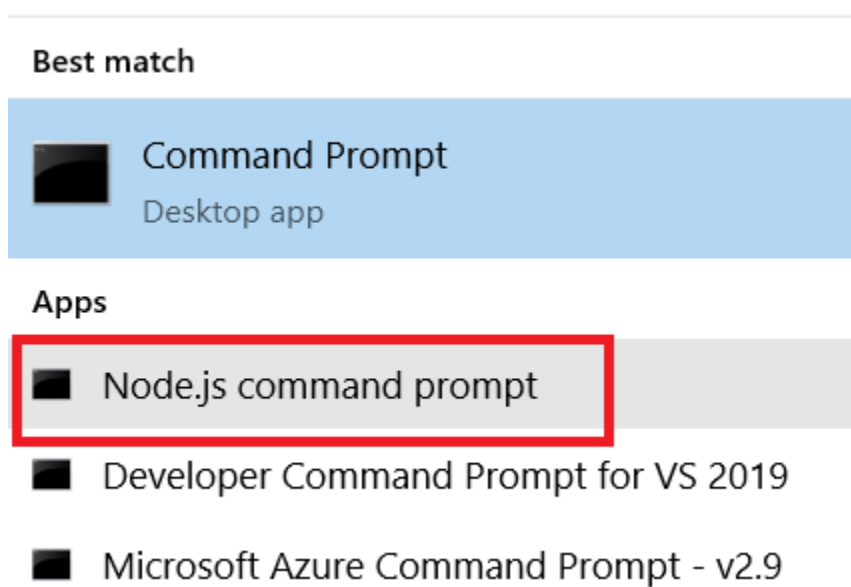 Best match
Command Prompt
Desktop app
Apps
Node.js command prompt
Developer Command Prompt for VS 2019
Microsoft Azure Command Prompt - v2.9